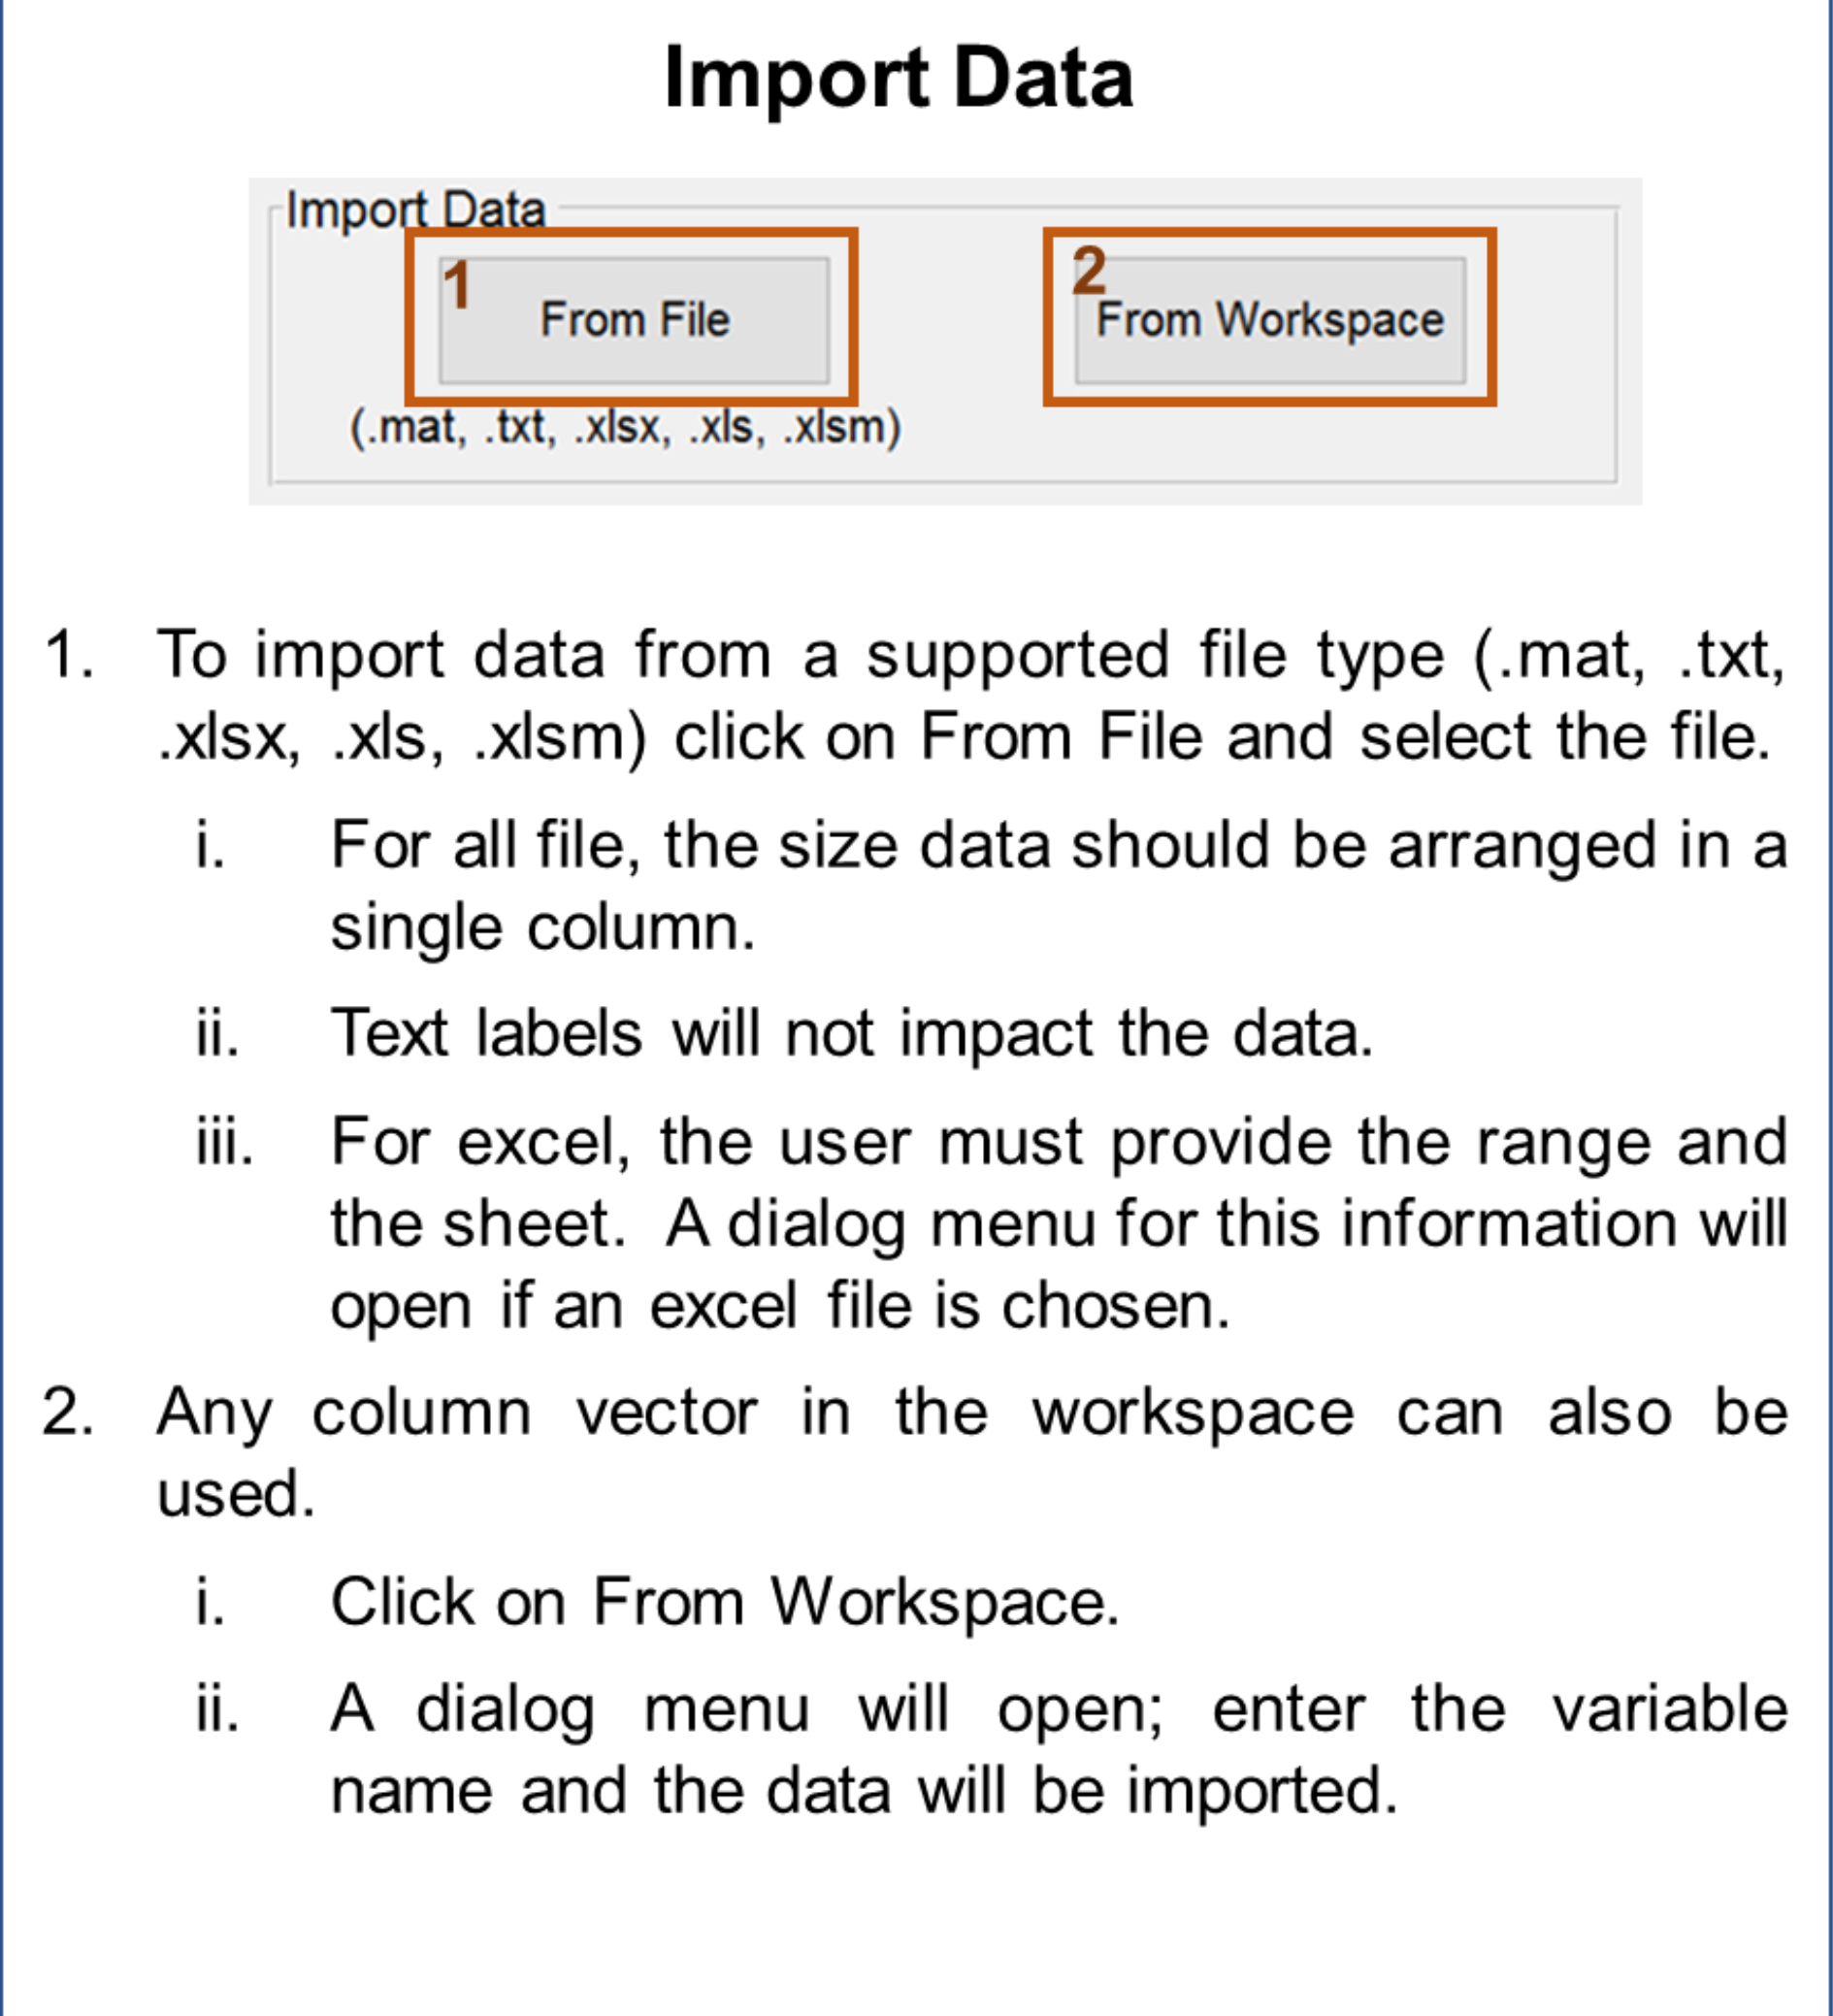 Import Data
Import Data
1
From File
2
From Workspace
(.mat, .txt, .xlsx, .xls, .xlsm)
1. To import data from a supported file type (.mat, .txt,
.xlsx, .xls, .xlsm) click on From File and select the file.
i. For all file, the size data should be arranged in a
single column.
ii. Text labels will not impact the data.
iii. For excel, the user must provide the range and
the sheet. A dialog menu for this information will
open if an excel file is chosen.
2. Any column vector in the workspace can also be
used.
i. Click on From Workspace.
ii. A dialog menu will open; enter the variable
name and the data will be imported.